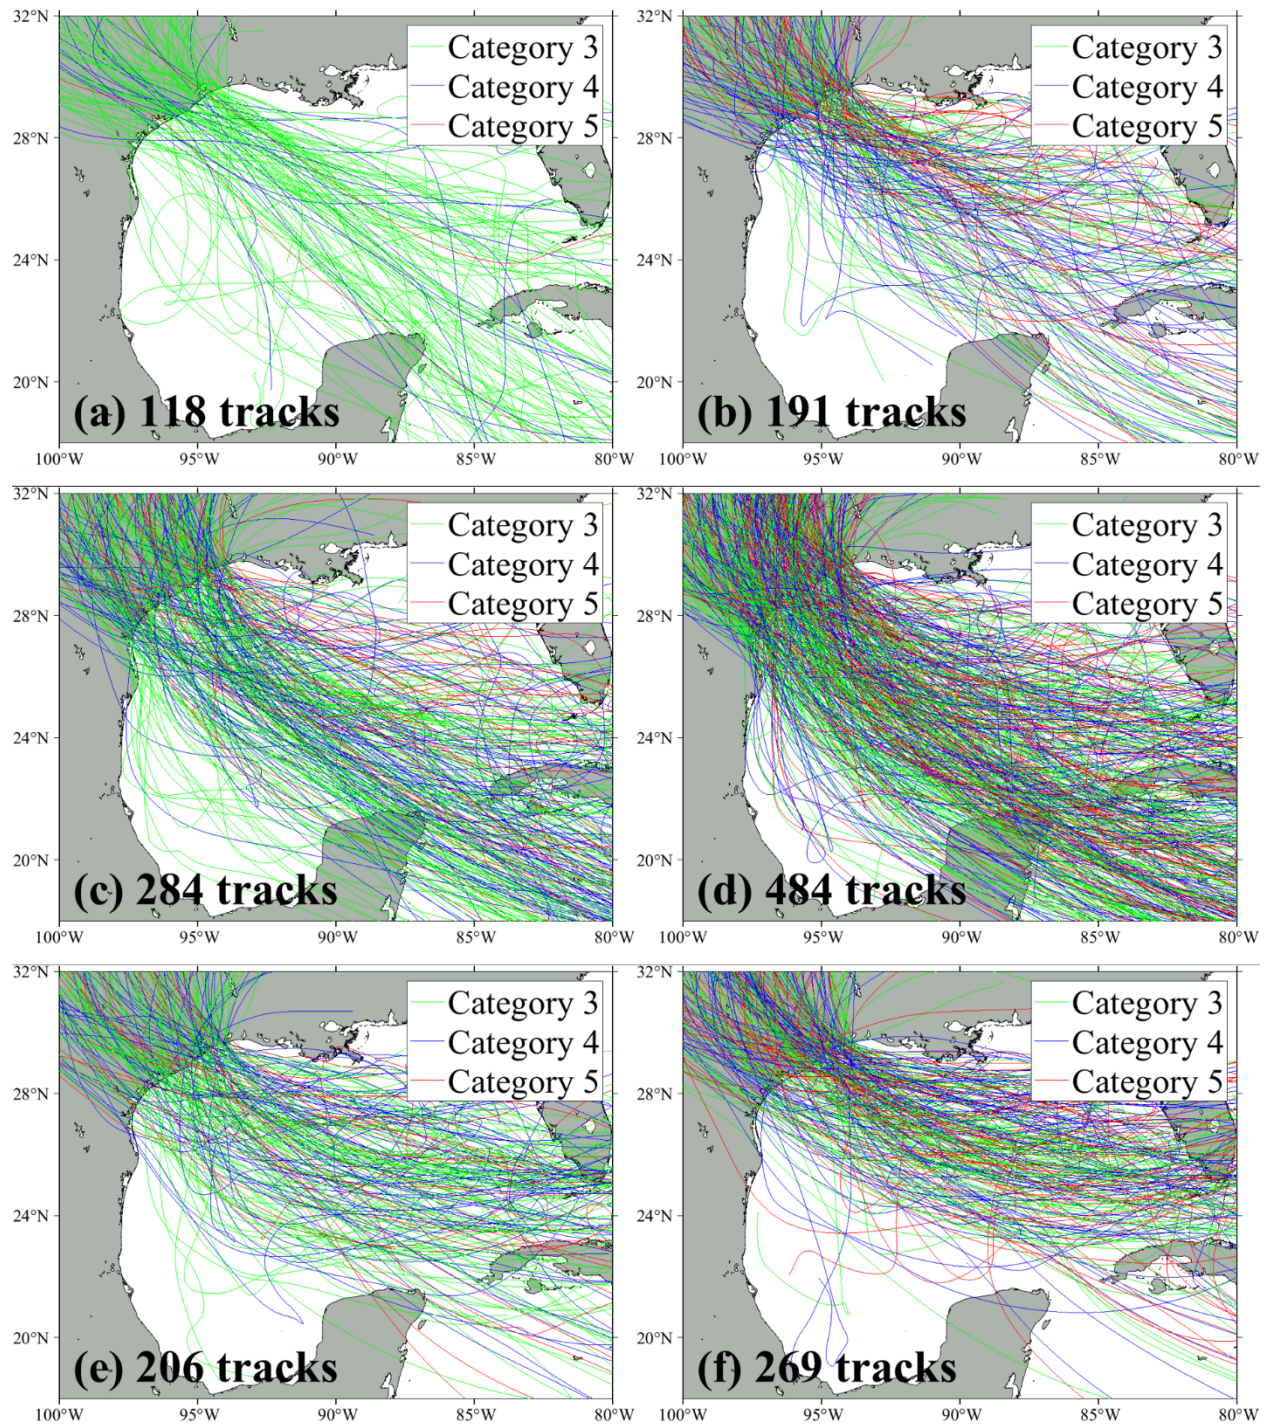 32°N
28°N
24°N
20°N
Category 3
Category 4
Category 5
(a) 118 tracks
100°W 95°W 90°W 85°W 80°W
32°N
28°N
24°N
20°N
Category 3
Category 4
Category 5
(b) 191 tracks
100°W 95°W 90°W 85°W 80°W
32°N
28°N
24°N
20°N
Category 3
Category 4
Category 5
(c) 284 tracks
100°W 95°W 90°W 85°W 80°W
32°N
28°N
24°N
20°N
Category 3
Category 4
Category 5
(d) 484 tracks
100°W 95°W 90°W 85°W 80°W
32°N
28°N
24°N
20°N
Category 3
Category 4
Category 5
(e) 206 tracks
100°W 95°W 90°W 85°W 80°W
32°N
28°N
24°N
20°N
Category 3
Category 4
Category 5
(f) 269 tracks
100°W 95°W 90°W 85°W 80°W